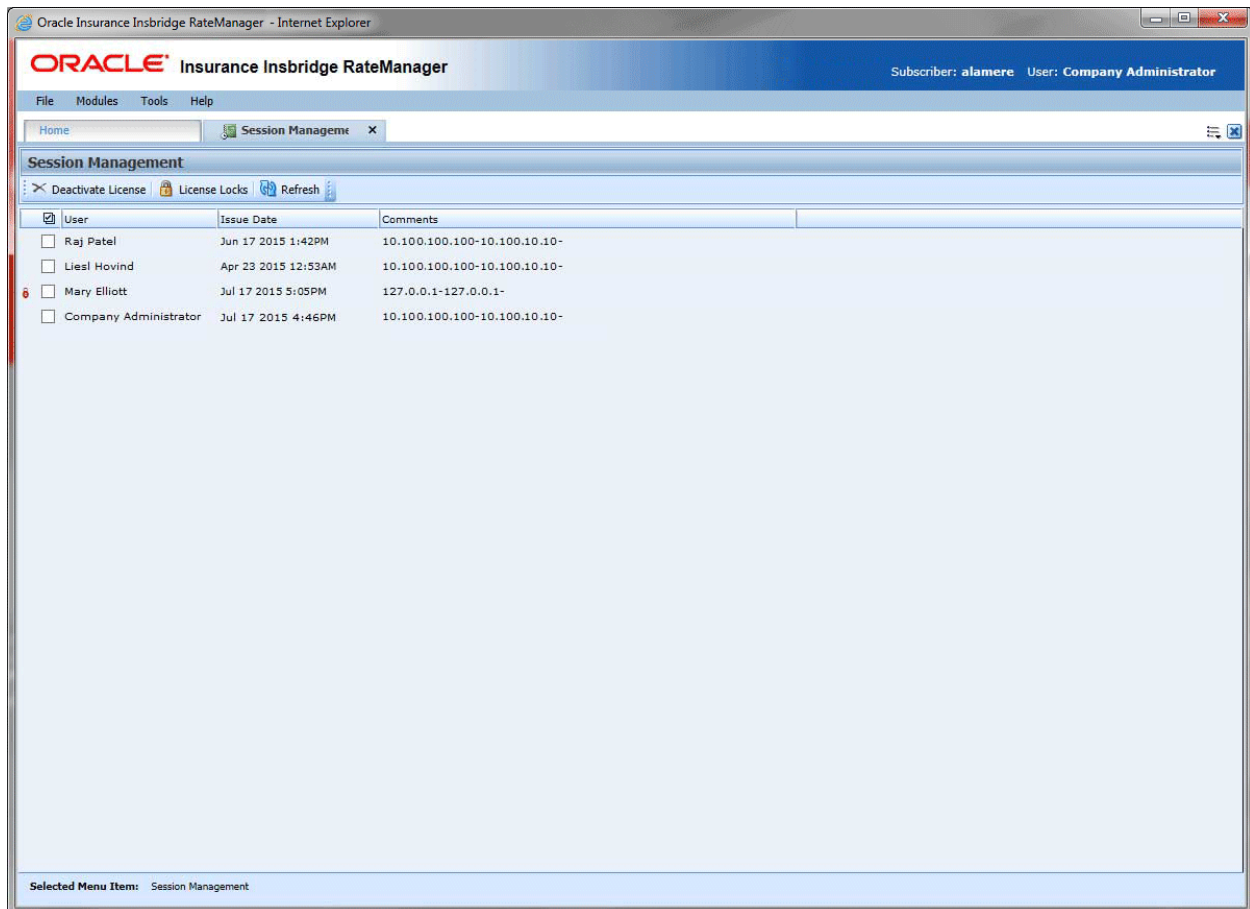 Oracle Insurance Insbridge RateManager - Internet Explorer
ORACLE Insurance Insbridge RateManager
Subscriber: alamere User: Company Administrator
File Modules Tools Help
Home Session Manageme X
Session Management
Deactivate License License Locks Refresh
User Issue Date Comments
Raj Patel Jun 17 2015 1:42PM 10.100.100.100-10.100.10.10-
Liesl Hovind Apr 23 2015 12:53AM 10.100.100.100-10.100.10.10-
Mary Elliott Jul 17 2015 5:05PM 127.0.0.1-127.0.0.1-
Company Administrator Jul 17 2015 4:46PM 10.100.100.100-10.100.10.10-
Selected Menu Item: Session Management